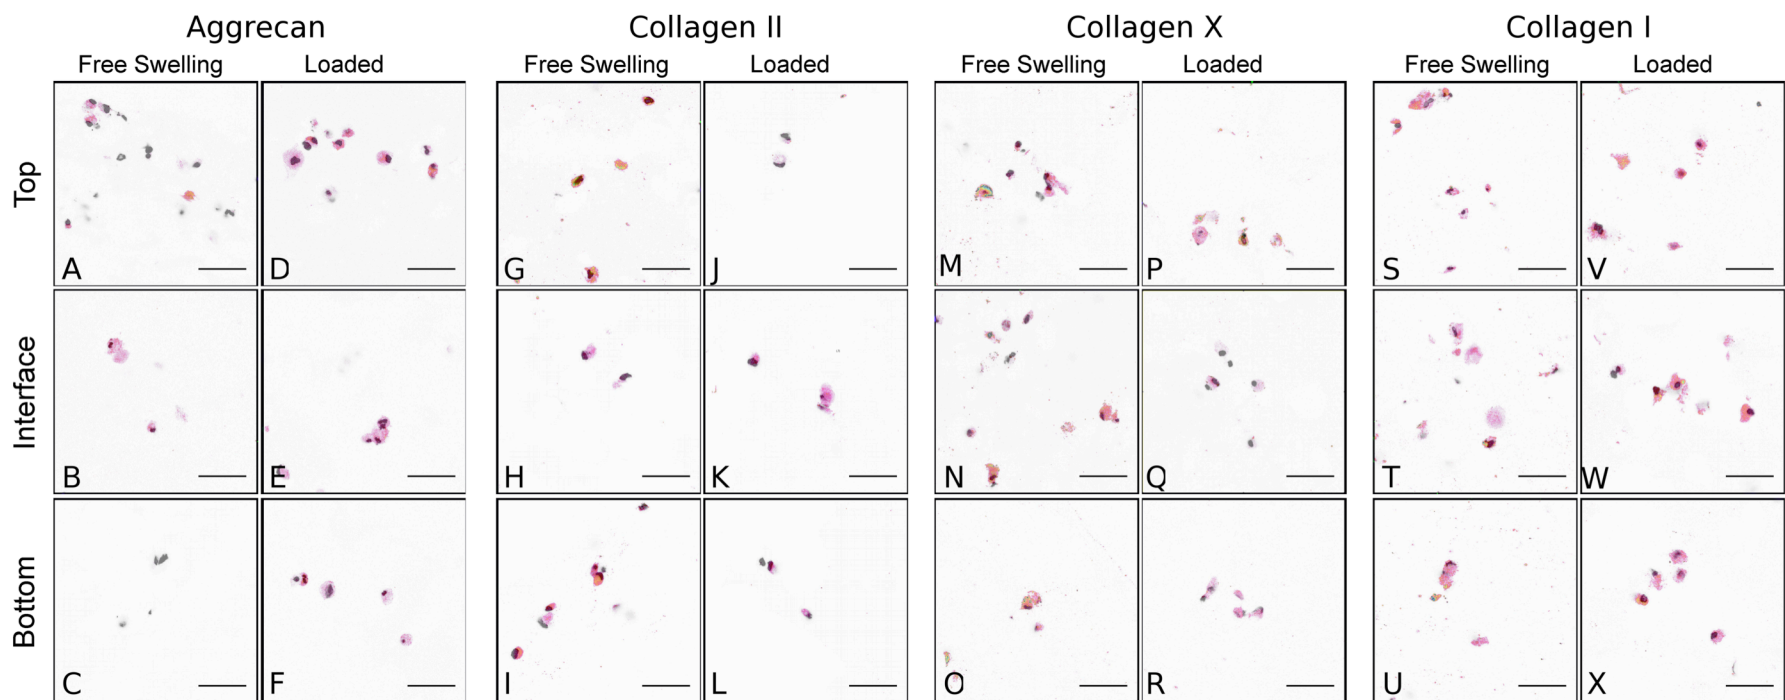 Aggrecan Collagen II Collagen X Collagen I
Free Swelling Loaded Free Swelling Loaded Free Swelling Loaded Free Swelling Loaded
Top
A D G J M P S V
Interface
B E H K N Q T W
Bottom
C F I L O R U X